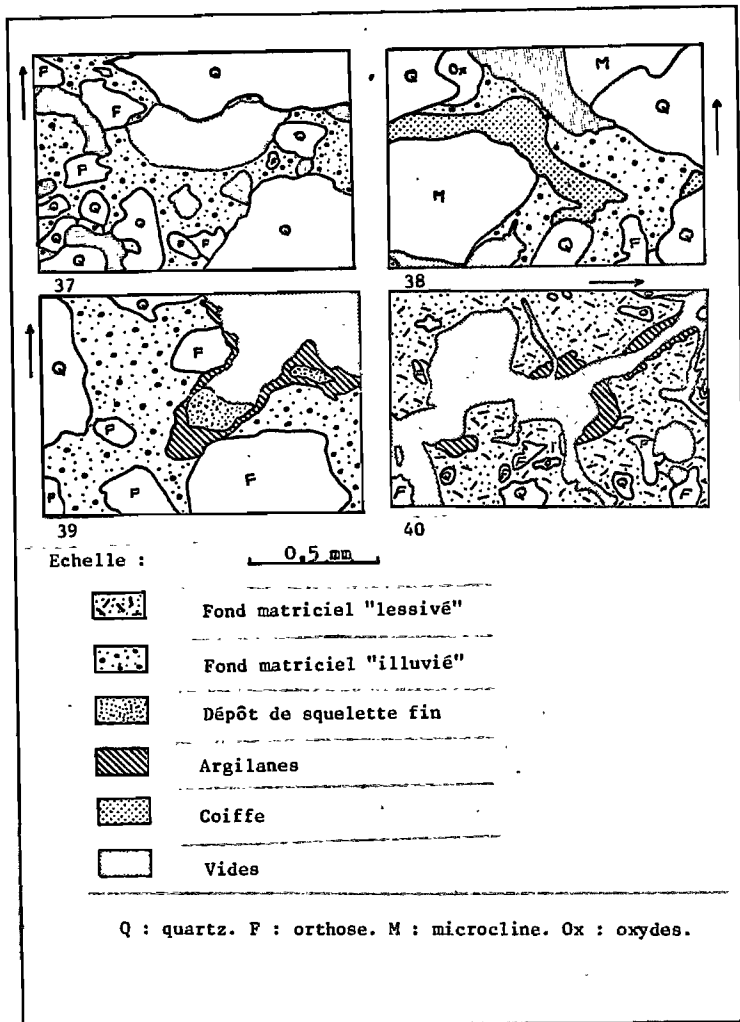 F Q F Q F F Q Q Q Q Q F F Q
Q Ox M Q M Q F Q
37 38
Q Q F F F F F
F Q Q Q F
39 40
Echelle : 0,5 mm
Fond matriciel "lessivé"
Fond matriciel "illuvié"
Dépôt de squelette fin
Argilanes
Coiffe
Vides
Q : quartz. F : orthose. M : microcline. Ox : oxydes.